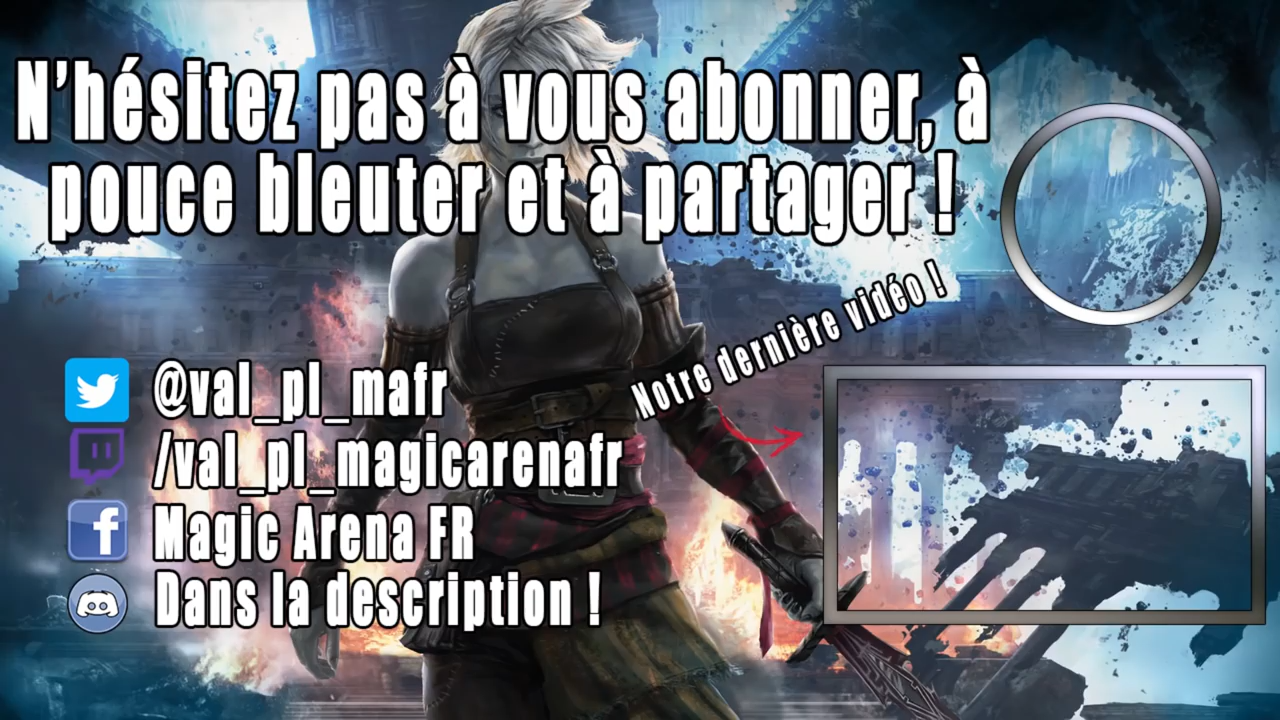 N'hésitez pas à vous abonner, à
pouce bleuter et à partager !
Notre dernière vidéo !
@val_pl_mafr
/val_pl_magicarenafr
Magic Arena FR
Dans la description !